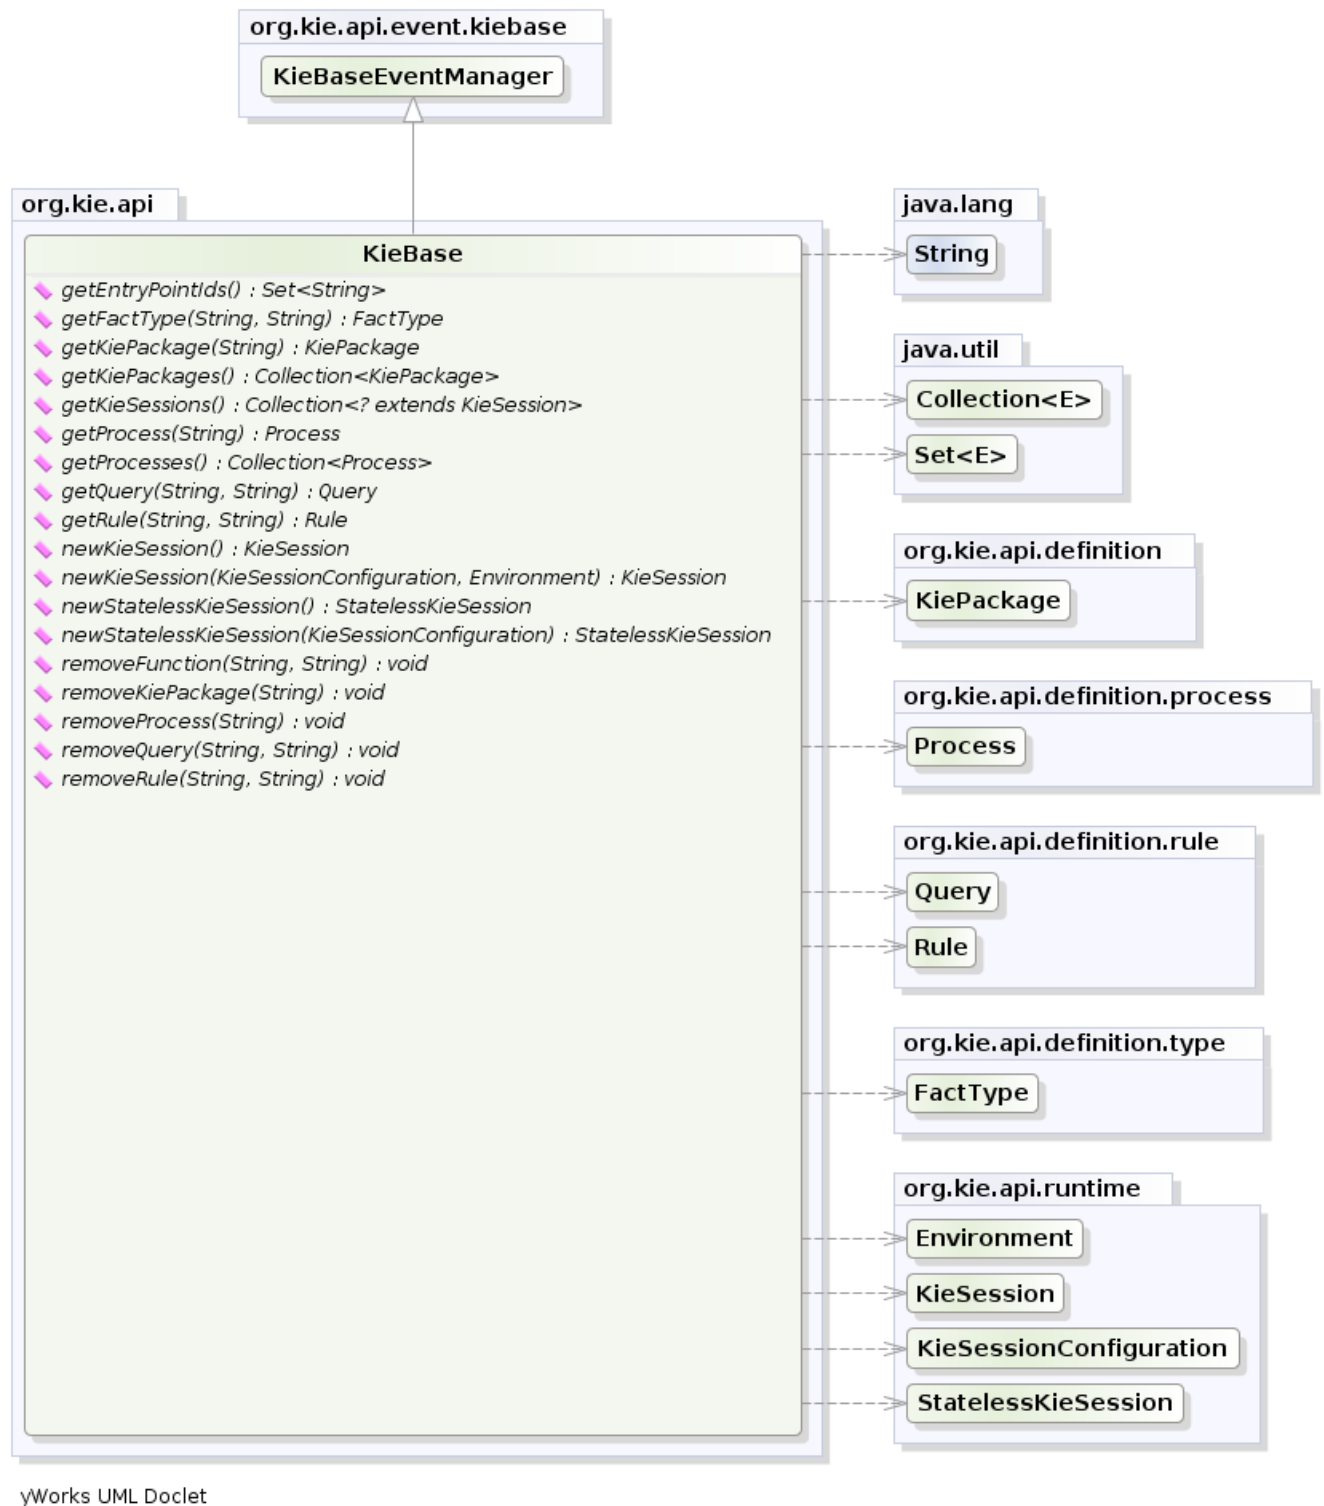 org.kie.api.event.kiebase
KieBaseEventManager
org.kie.api
KieBase
getEntryPointIds() : Set<String>
getFactType(String, String) : FactType
getKiePackage(String) : KiePackage
getKiePackages() : Collection<KiePackage>
getKieSessions() : Collection<? extends KieSession>
getProcess(String) : Process
getProcesses() : Collection<Process>
getQuery(String, String) : Query
getRule(String, String) : Rule
newKieSession() : KieSession
newKieSession(KieSessionConfiguration, Environment) : KieSession
newStatelessKieSession() : StatelessKieSession
newStatelessKieSession(KieSessionConfiguration) : StatelessKieSession
removeFunction(String, String) : void
removeKiePackage(String) : void
removeProcess(String) : void
removeQuery(String, String) : void
removeRule(String, String) : void
java.lang
String
java.util
Collection<E>
Set<E>
org.kie.api.definition
KiePackage
org.kie.api.definition.process
Process
org.kie.api.definition.rule
Query
Rule
org.kie.api.definition.type
FactType
org.kie.api.runtime
Environment
KieSession
KieSessionConfiguration
StatelessKieSession
yWorks UML Doclet